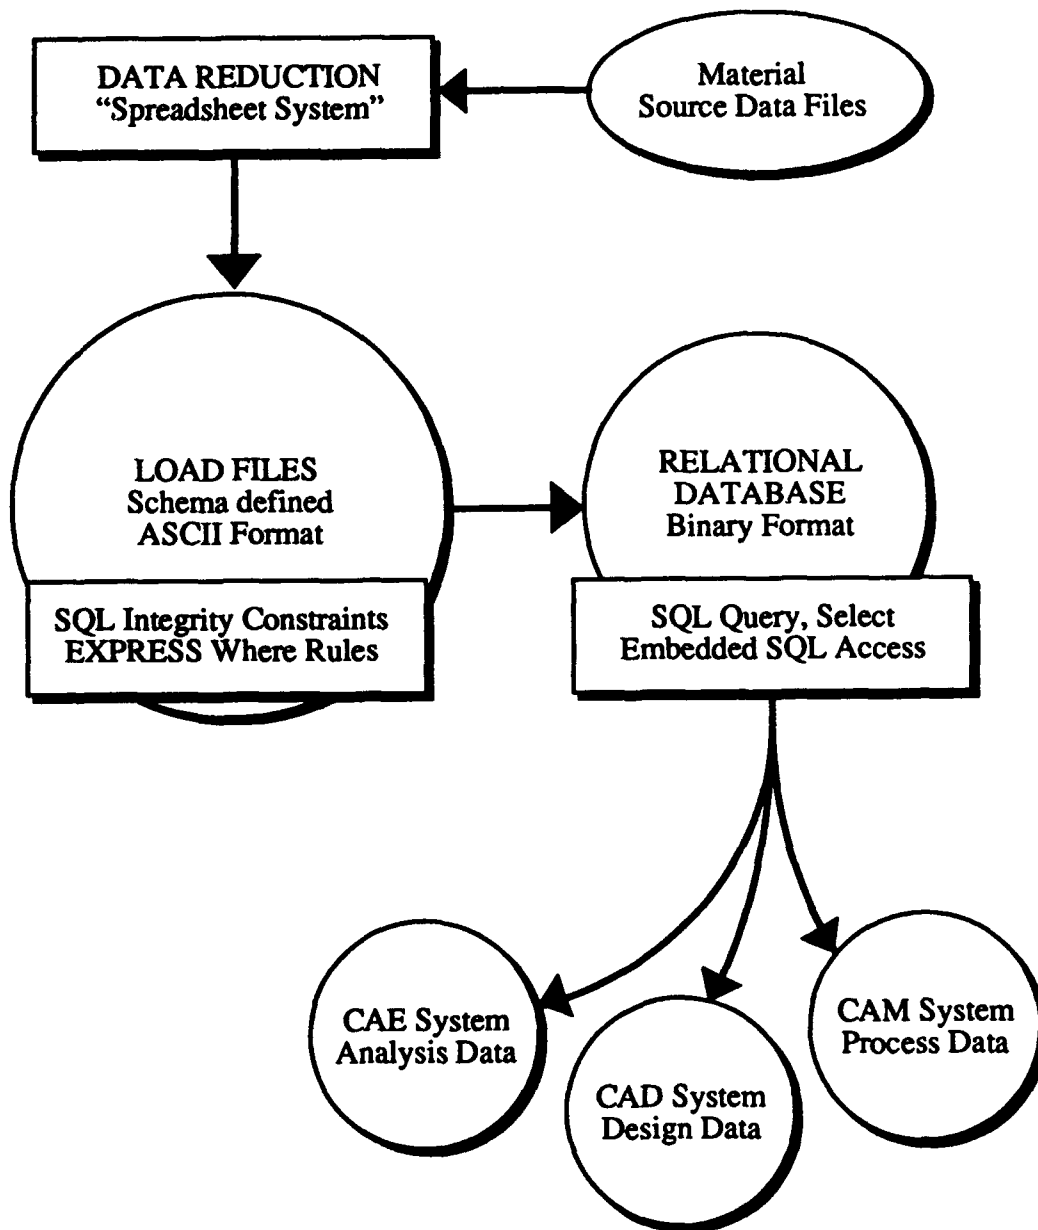 DATA REDUCTION
“Spreadsheet System”
Material
Source Data Files
LOAD FILES
Schema defined
ASCII Format
SQL Integrity Constraints
EXPRESS Where Rules
RELATIONAL
DATABASE
Binary Format
SQL Query, Select
Embedded SQL Access
CAE System
Analysis Data
CAD System
Design Data
CAM System
Process Data